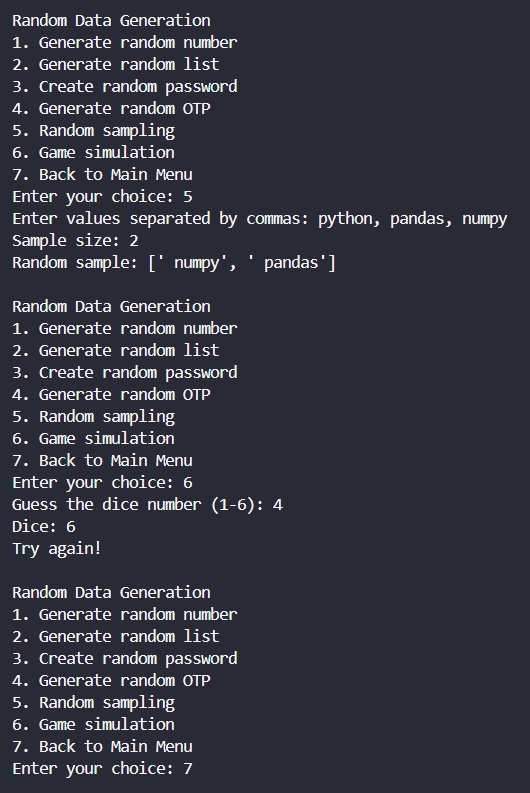 Random Data Generation
1. Generate random number
2. Generate random list
3. Create random password
4. Generate random OTP
5. Random sampling
6. Game simulation
7. Back to Main Menu
Enter your choice: 5
Enter values separated by commas: python, pandas, numpy
Sample size: 2
Random sample: [' numpy', ' pandas']

Random Data Generation
1. Generate random number
2. Generate random list
3. Create random password
4. Generate random OTP
5. Random sampling
6. Game simulation
7. Back to Main Menu
Enter your choice: 6
Guess the dice number (1-6): 4
Dice: 6
Try again!

Random Data Generation
1. Generate random number
2. Generate random list
3. Create random password
4. Generate random OTP
5. Random sampling
6. Game simulation
7. Back to Main Menu
Enter your choice: 7